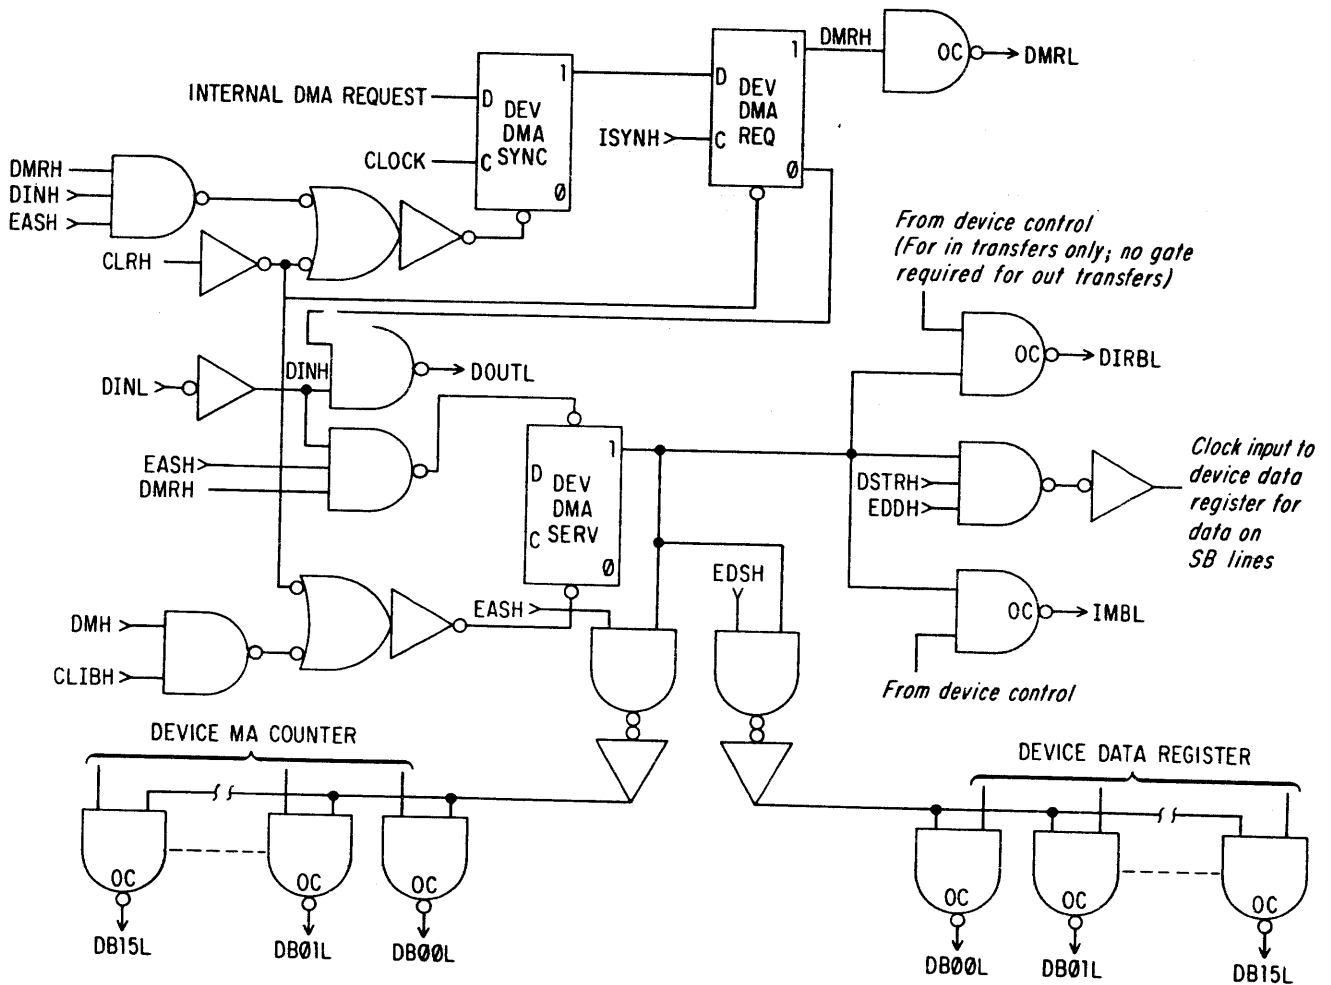 DMRH
OC
DMRL
1
D
DEV
DMA
REQ
ISYNH
C
0
INTERNAL DMA REQUEST
1
D
DEV
DMA
SYNC
CLOCK
C
0
DMRH
DINH
EASH
CLRH
From device control
(For in transfers only; no gate
required for out transfers)
OC
DIRBL
DINL
DINH
DOUTL
EASH
DMRH
1
D
DEV
DMA
SERV
C
0
DSTRH
EDDH
Clock input to
device data
register for
data on
SB lines
EDSH
EASH
OC
IMBL
From device control
DMH
CLIBH
DEVICE MA COUNTER
DEVICE DATA REGISTER
OC
OC
OC
DB15L
DB01L
DB00L
OC
OC
OC
DB00L
DB01L
DB15L